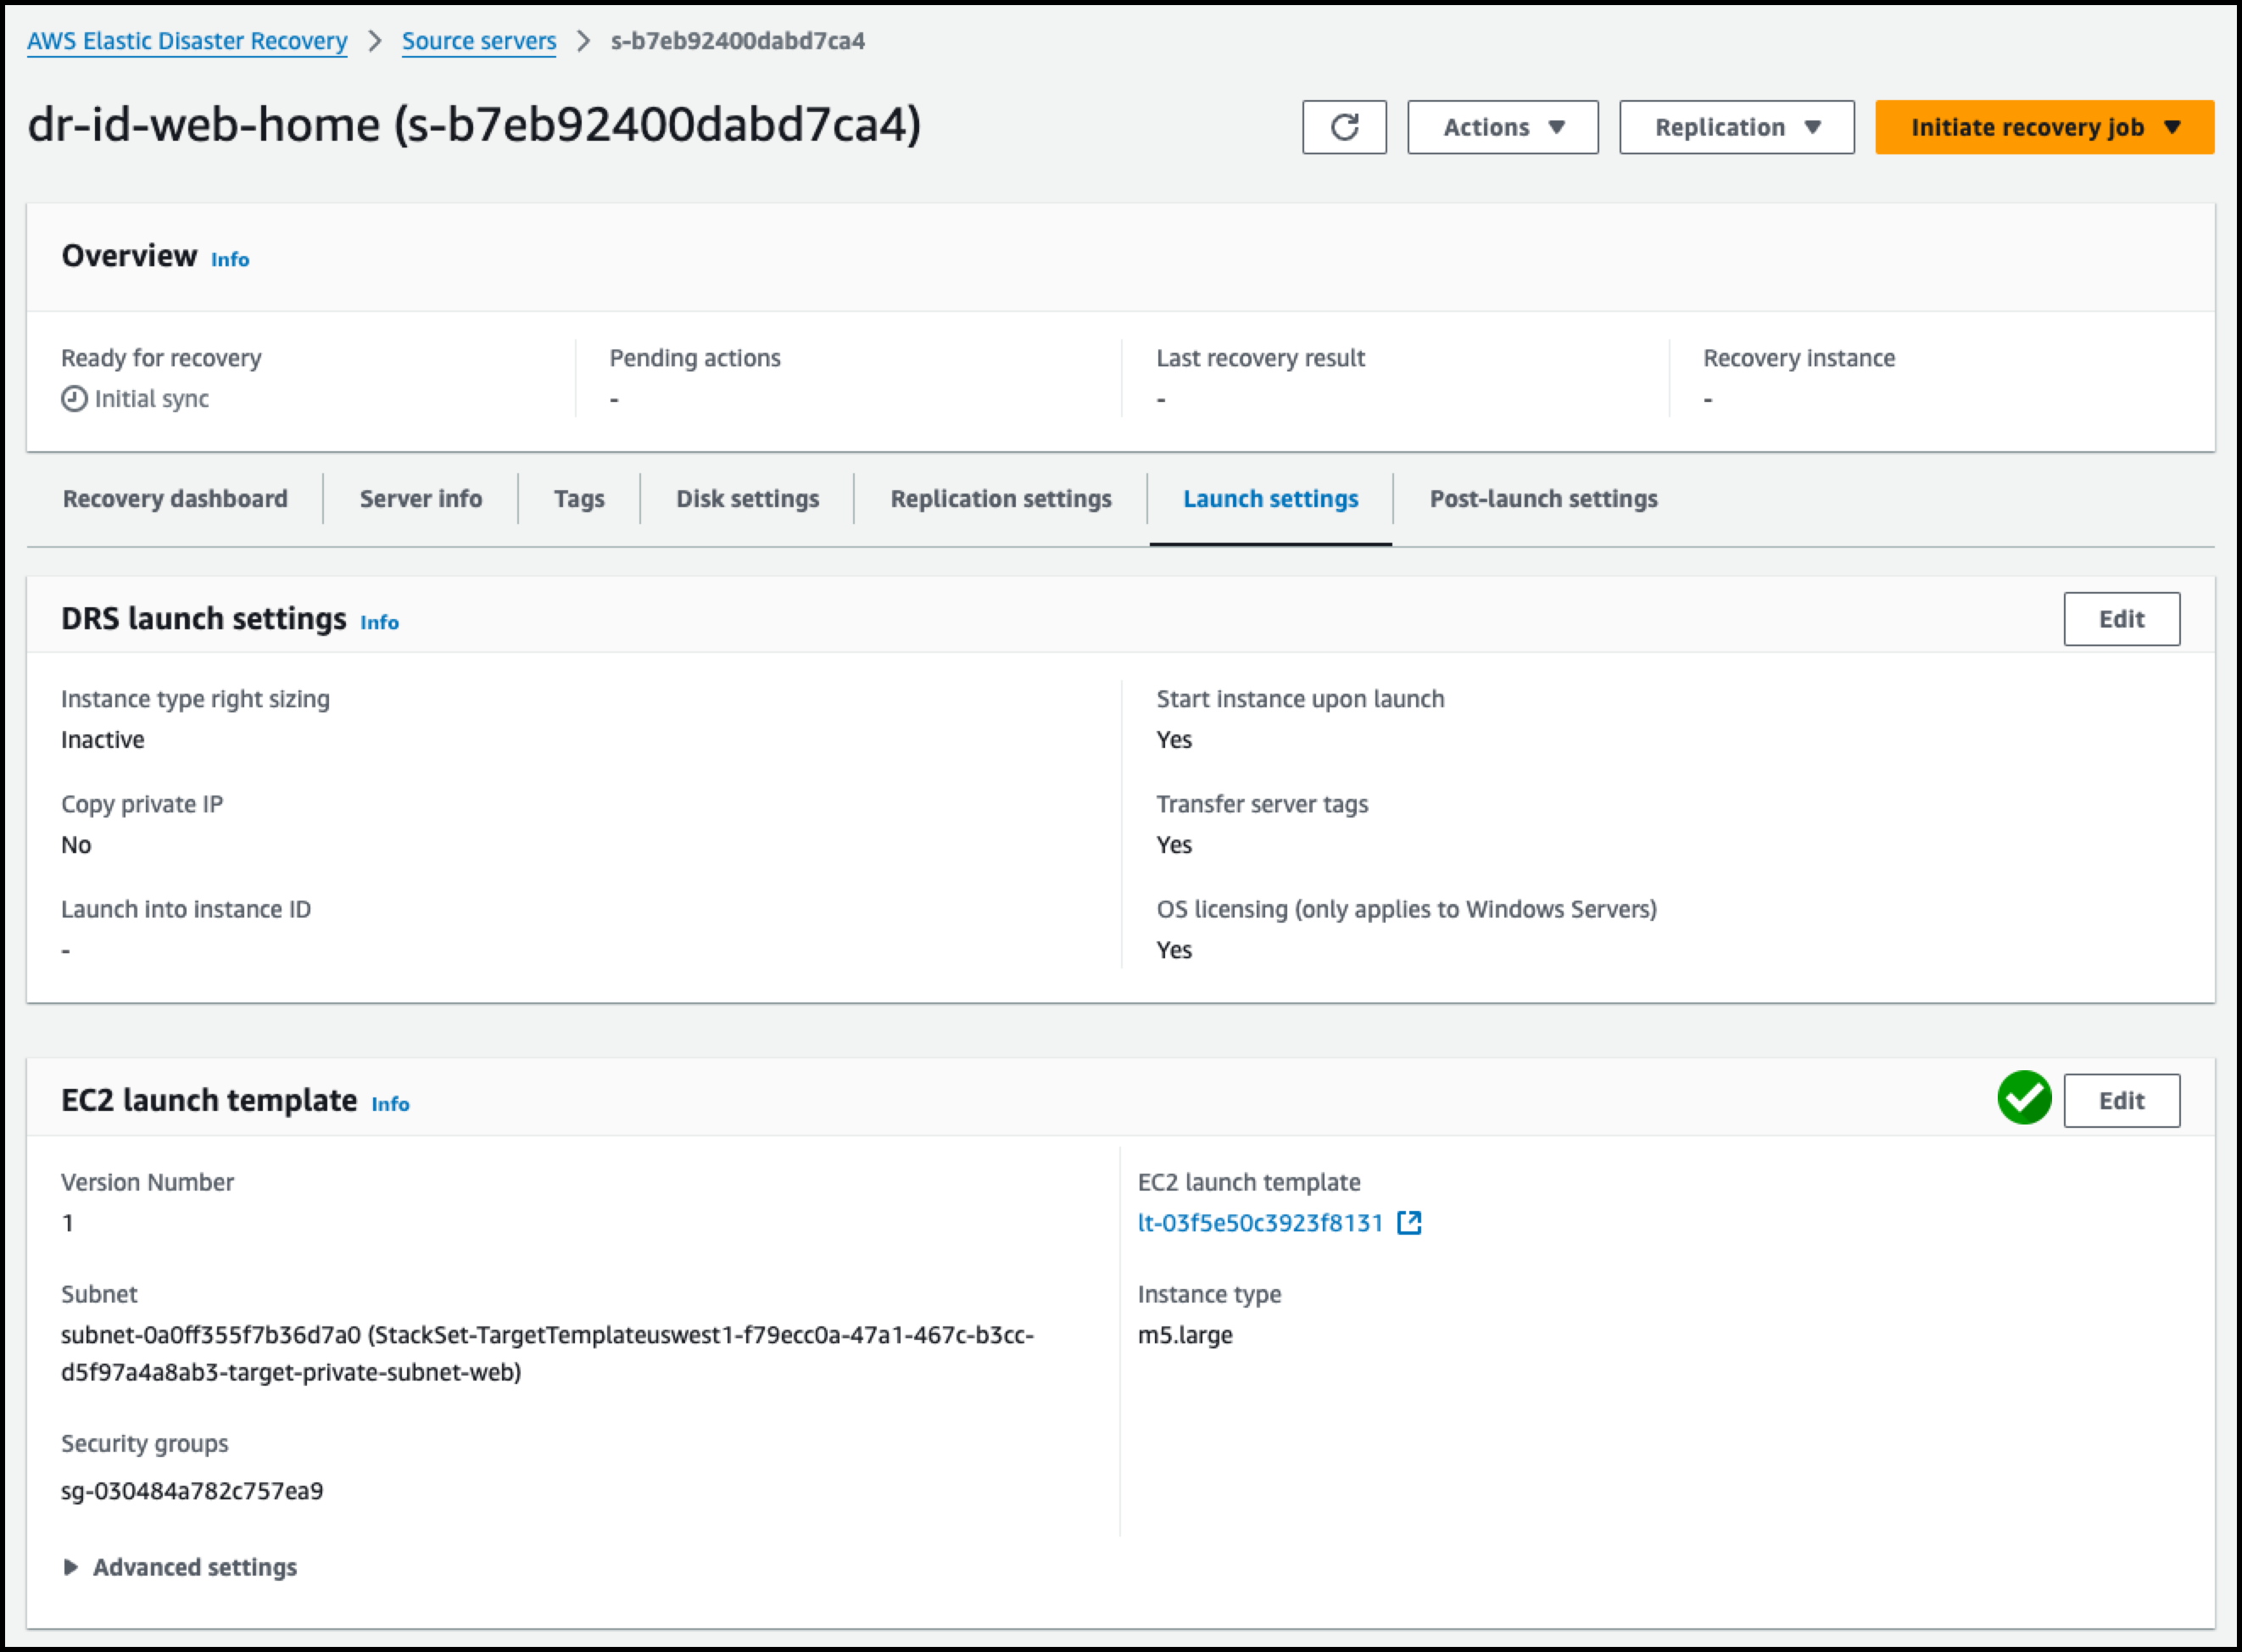 AWS Elastic Disaster Recovery > Source servers > s-b7eb92400dabd7ca4
dr-id-web-home (s-b7eb92400dabd7ca4)
Actions
Replication
Initiate recovery job
Overview Info
Ready for recovery
Initial sync
Pending actions
-
Last recovery result
-
Recovery instance
-
Recovery dashboard
Server info
Tags
Disk settings
Replication settings
Launch settings
Post-launch settings
DRS launch settings Info
Edit
Instance type right sizing
Inactive
Start instance upon launch
Yes
Copy private IP
No
Transfer server tags
Yes
Launch into instance ID
-
OS licensing (only applies to Windows Servers)
Yes
EC2 launch template Info
Edit
Version Number
1
EC2 launch template
lt-03f5e50c3923f8131
Subnet
subnet-0a0ff355f7b36d7a0 (StackSet-TargetTemplateuswest1-f79ecc0a-47a1-467c-b3cc-
d5f97a4a8ab3-target-private-subnet-web)
Instance type
m5.large
Security groups
sg-030484a782c757ea9
Advanced settings